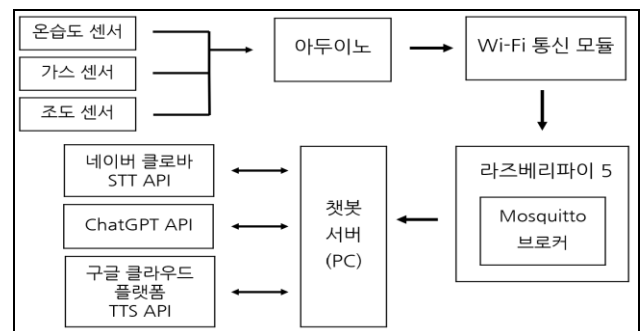 온습도 센서
가스 센서
조도 센서
아두이노
Wi-Fi 통신 모듈
네이버 클로바
STT API
ChatGPT API
구글 클라우드
플랫폼
TTS API
챗봇
서버
(PC)
라즈베리파이 5
Mosquitto
브로커